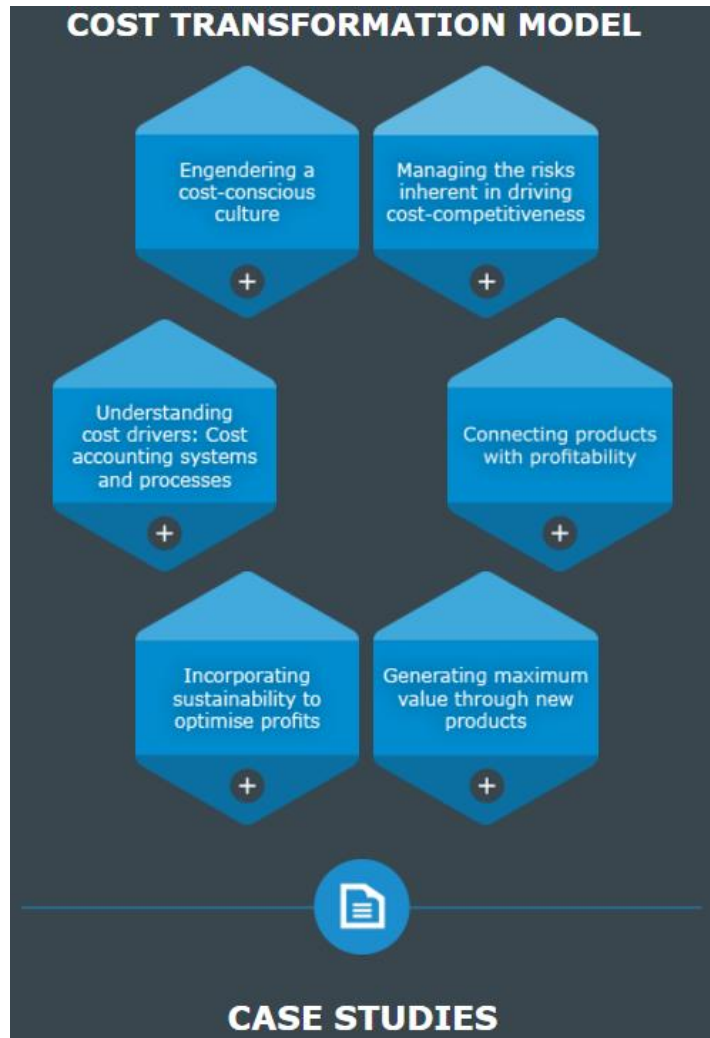 COST TRANSFORMATION MODEL
Engendering a
cost-conscious
culture
Managing the risks
inherent in driving
cost-competitiveness
Understanding
cost drivers: Cost
accounting systems
and processes
Connecting products
with profitability
Incorporating
sustainability to
optimise profits
Generating maximum
value through new
products
CASE STUDIES